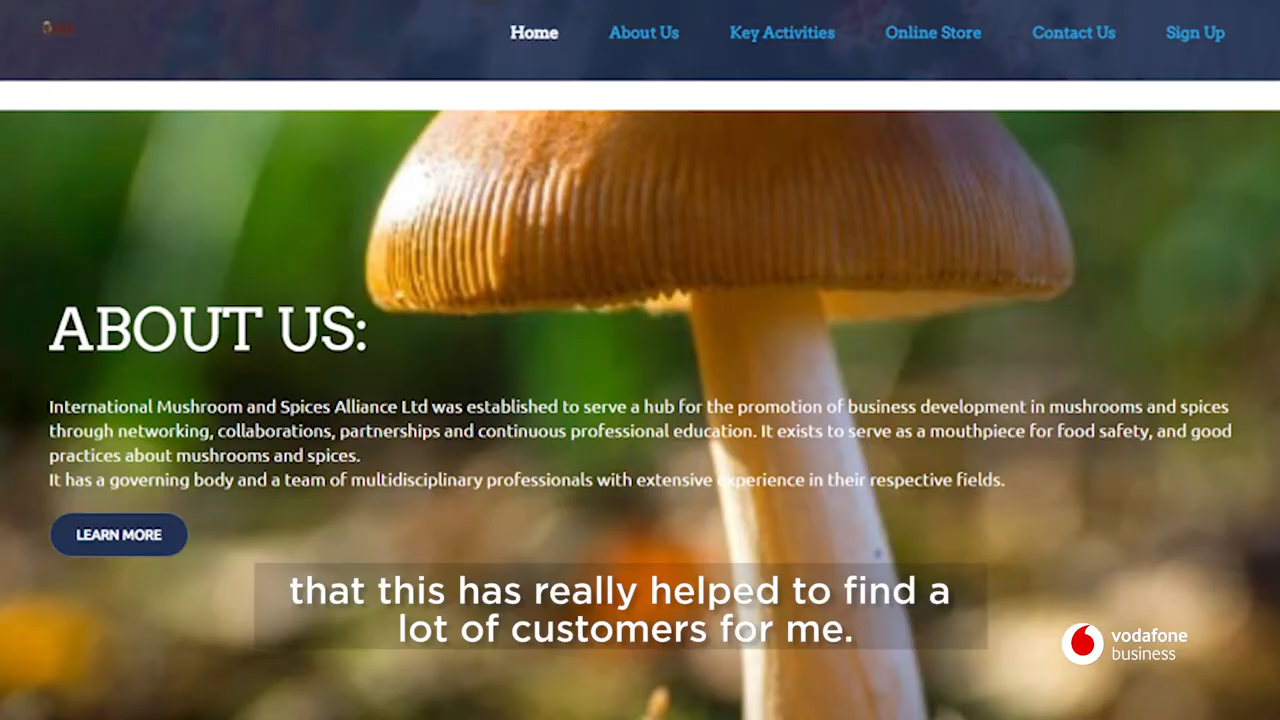 Home About Us Key Activities Online Store Contact Us Sign Up
ABOUT US:
International Mushroom and Spices Alliance Ltd was established to serve a hub for the promotion of business development in mushrooms and spices
through networking, collaborations, partnerships and continuous professional education. It exists to serve as a mouthpiece for food safety, and good
practices about mushrooms and spices.
It has a governing body and a team of multidisciplinary professionals with extensive experience in their respective fields.
LEARN MORE
that this has really helped to find a
lot of customers for me.
vodafone
business